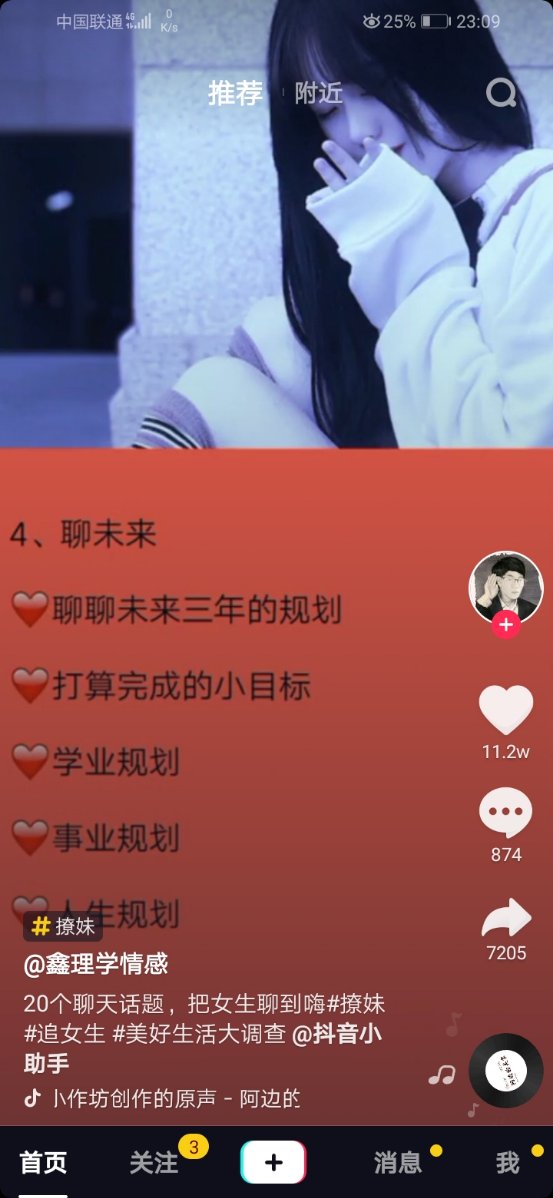 中国联通 4G 0 K/s 25% 23:09
推荐 附近
4、聊未来
聊聊未来三年的规划
打算完成的小目标
学业规划
事业规划
人生规划
11.2w
874
7205
#撩妹
@鑫理学情感
20个聊天话题，把女生聊到嗨#撩妹
#追女生 #美好生活大调查 @抖音小
助手
小作坊创作的原声 - 阿边的
首页 关注 3 消息 我